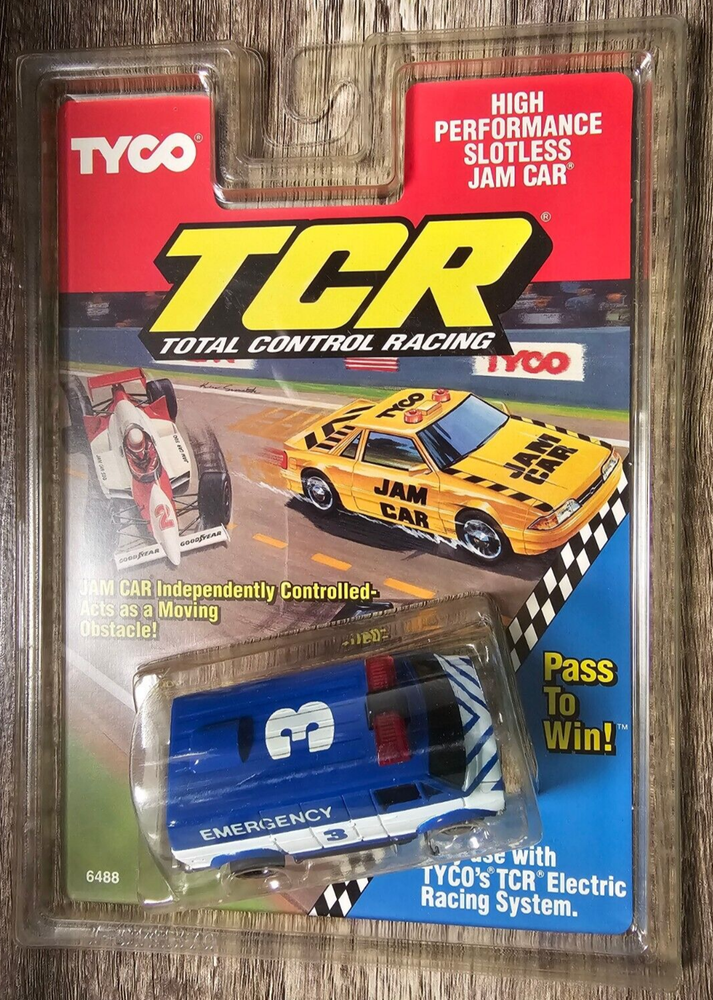 TYCO®
HIGH
PERFORMANCE
SLOTLESS
JAM CAR®
TCR®
TOTAL CONTROL RACING
TYCO
TYCO
JAM
CAR
JAM
CAR
2
GOODYEAR
GOODYEAR
JAM CAR Independently Controlled-
Acts as a Moving
Obstacle!
Pass
To
Win!™
3
EMERGENCY
3
use with
TYCO's TCR® Electric
Racing System.
6488